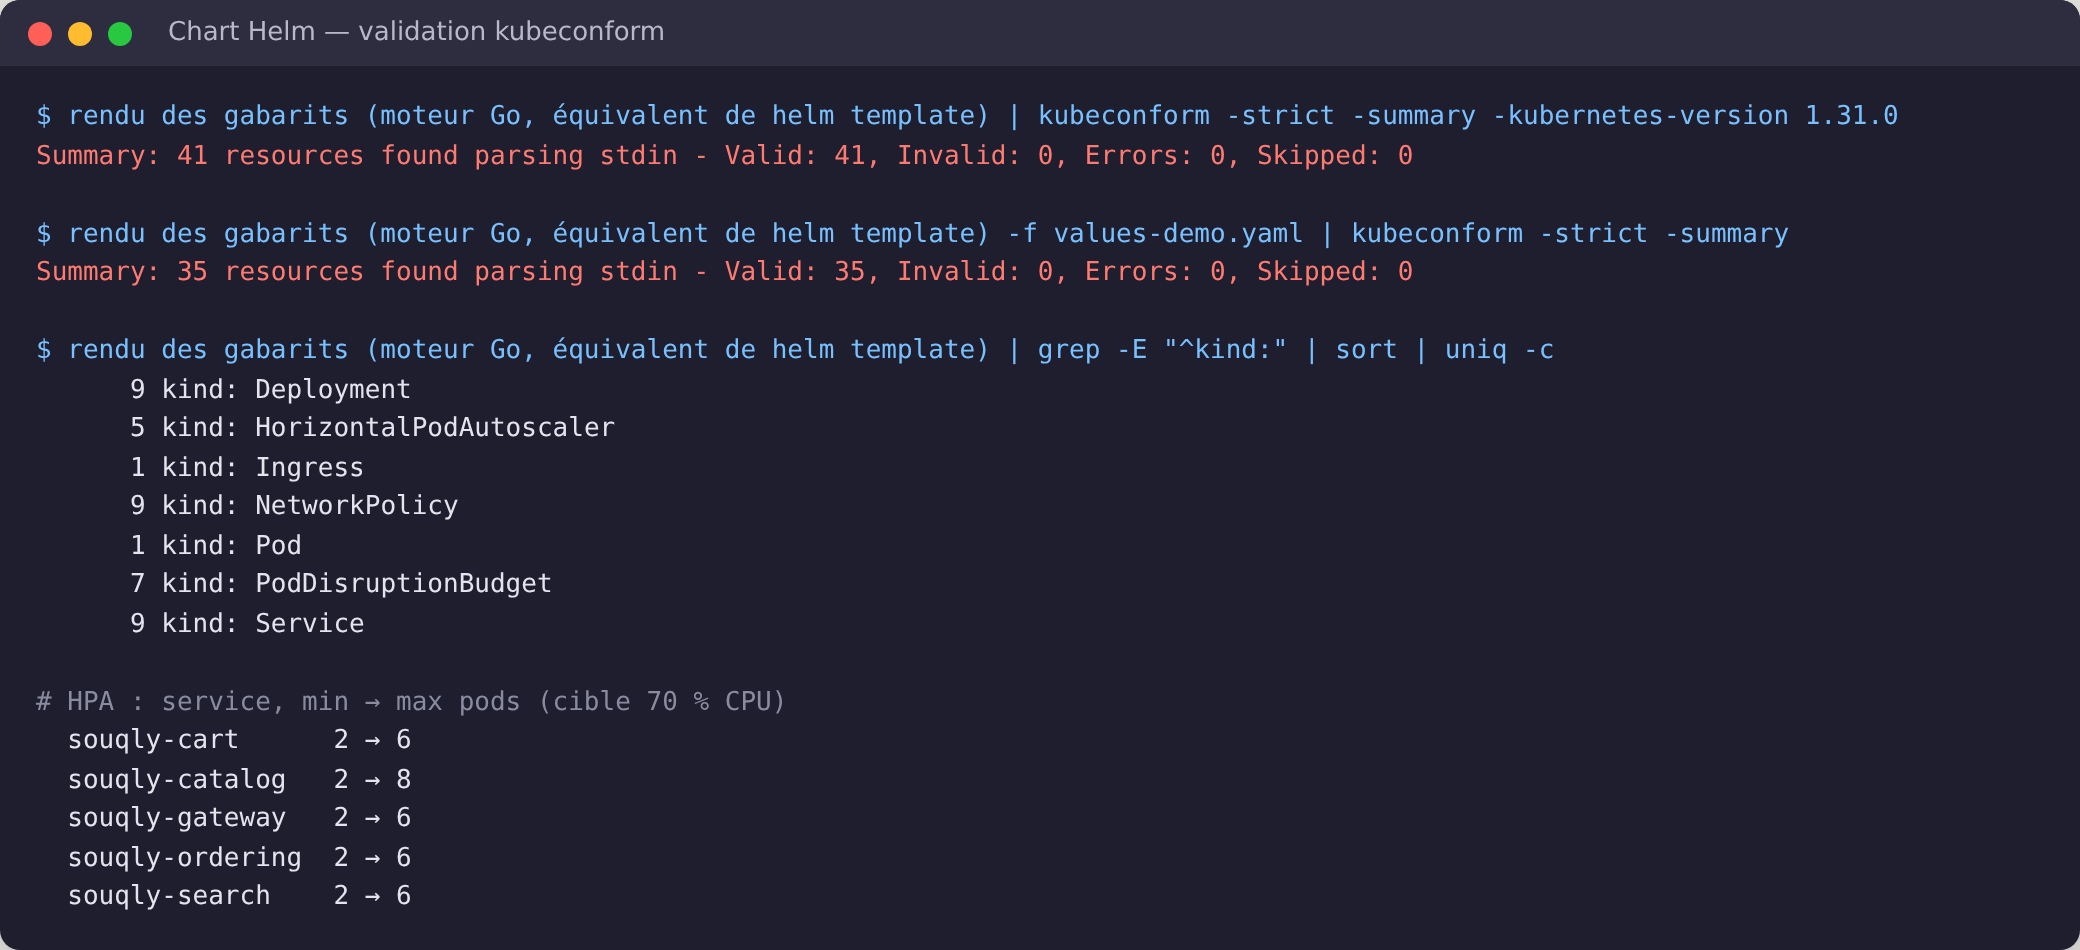 Chart Helm — validation kubeconform
$ rendu des gabarits (moteur Go, équivalent de helm template) | kubeconform -strict -summary -kubernetes-version 1.31.0
Summary: 41 resources found parsing stdin - Valid: 41, Invalid: 0, Errors: 0, Skipped: 0
$ rendu des gabarits (moteur Go, équivalent de helm template) -f values-demo.yaml | kubeconform -strict -summary
Summary: 35 resources found parsing stdin - Valid: 35, Invalid: 0, Errors: 0, Skipped: 0
$ rendu des gabarits (moteur Go, équivalent de helm template) | grep -E "^kind:" | sort | uniq -c
9 kind: Deployment
5 kind: HorizontalPodAutoscaler
1 kind: Ingress
9 kind: NetworkPolicy
1 kind: Pod
7 kind: PodDisruptionBudget
9 kind: Service
# HPA : service, min → max pods (cible 70 % CPU)
souqly-cart 2 → 6
souqly-catalog 2 → 8
souqly-gateway 2 → 6
souqly-ordering 2 → 6
souqly-search 2 → 6